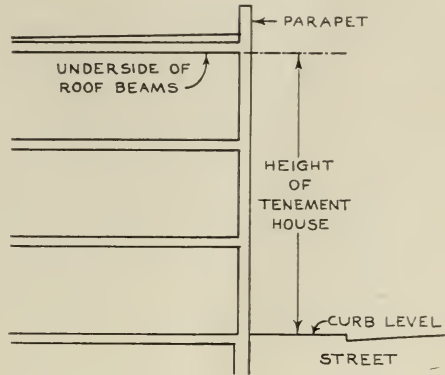 PARAPET
UNDERSIDE OF
ROOF BEAMS
HEIGHT
OF
TENEMENT
HOUSE
CURB LEVEL
STREET